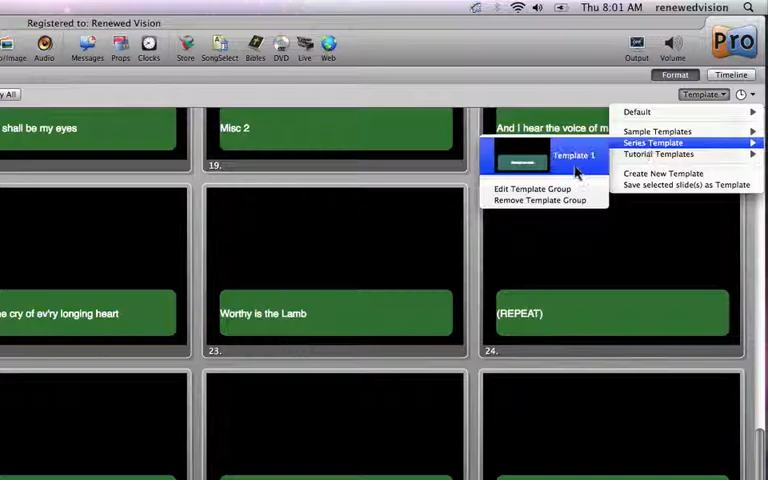 Thu 8:01 AM renewedvision
Registered to: Renewed Vision
o/Image Audio Messages Props Clocks Store SongSelect Bibles DVD Live Web Output Volume
Pro
Format Timeline
y All Template
shall be my eyes
Misc 2
And I hear the voice of m
19.
Default
Sample Templates
Series Template
Tutorial Templates
Create New Template
Save selected slide(s) as Template
Template 1
Edit Template Group
Remove Template Group
e cry of ev'ry longing heart
Worthy is the Lamb
(REPEAT)
23.
24.